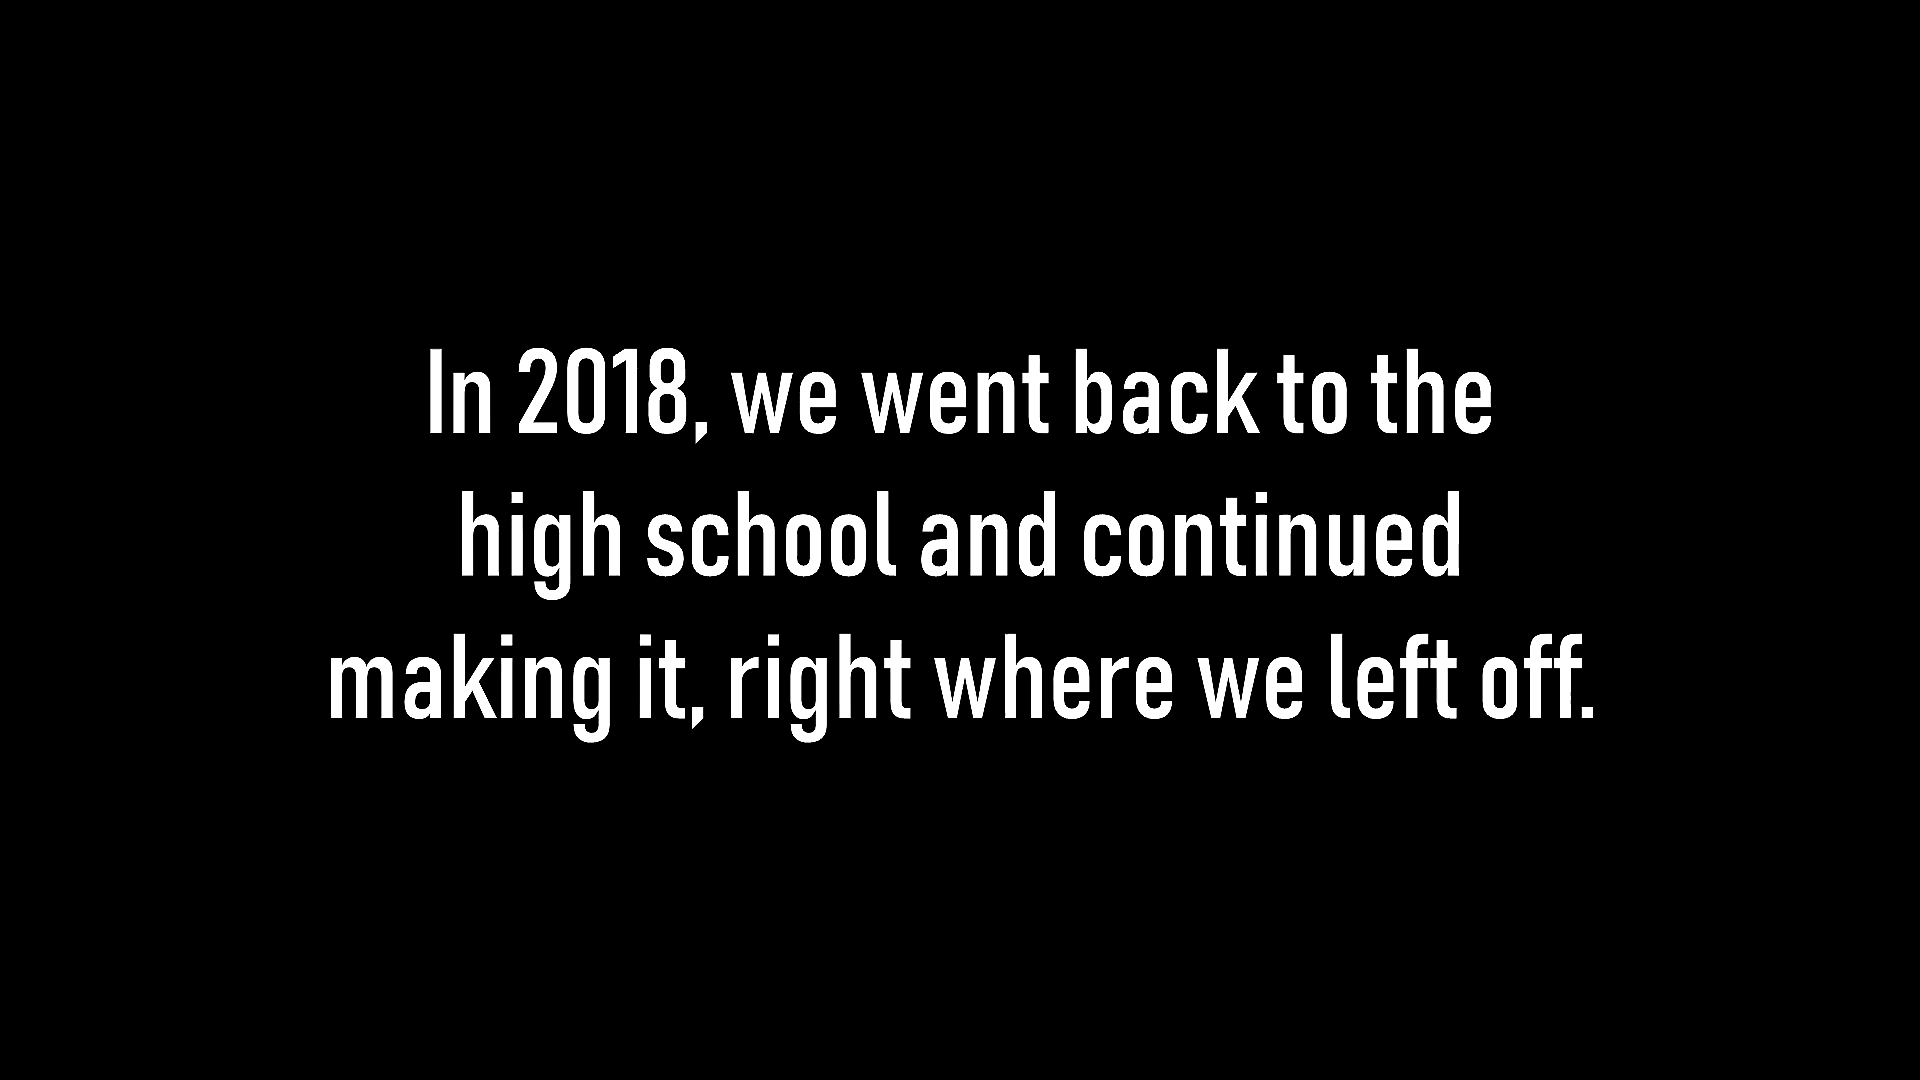 In 2018, we went back to the
high school and continued
making it, right where we left off.